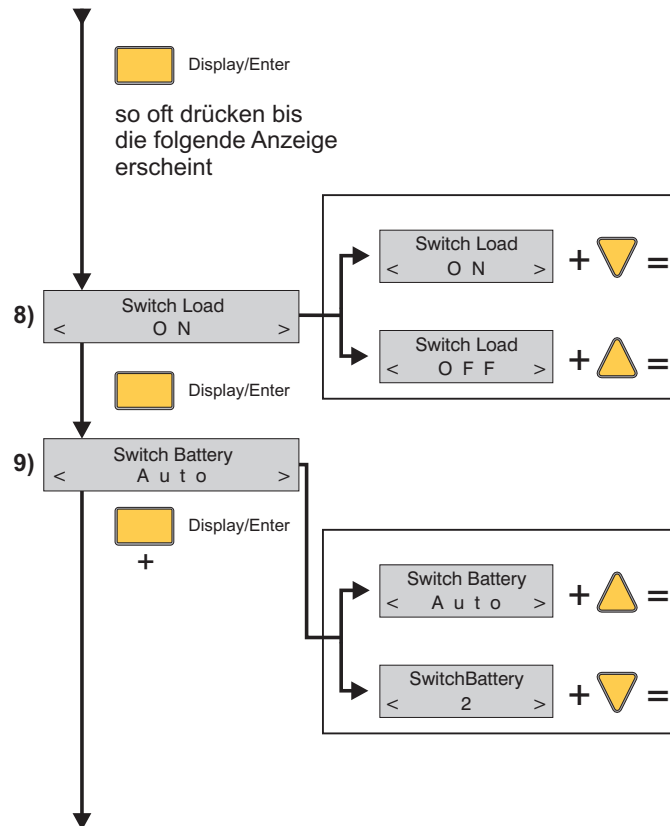 Display/Enter
so oft drücken bis
die folgende Anzeige
erscheint
8)
Switch Load
< O N >
Switch Load
< O N >
+ =
Switch Load
< O F F >
+ =
Display/Enter
9)
Switch Battery
< A u t o >
Display/Enter
+
Switch Battery
< A u t o >
+ =
SwitchBattery
< 2 >
+ =